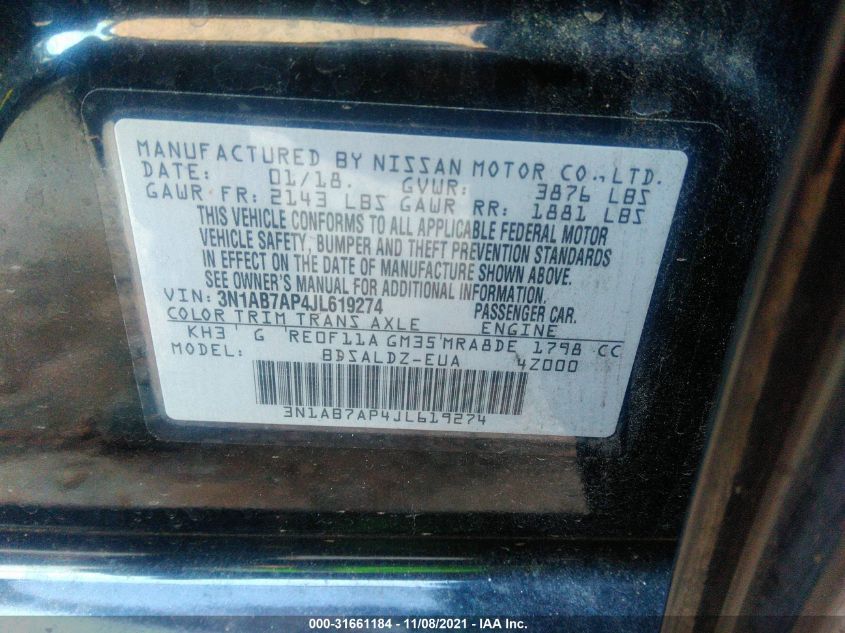 MANUFACTURED BY NISSAN MOTOR CO.,LTD.
DATE: 01/18. GVWR: 3876 LBS
GAWR FR: 2143 LBS GAWR RR: 1881 LBS
THIS VEHICLE CONFORMS TO ALL APPLICABLE FEDERAL MOTOR
VEHICLE SAFETY, BUMPER AND THEFT PREVENTION STANDARDS
IN EFFECT ON THE DATE OF MANUFACTURE SHOWN ABOVE.
SEE OWNER'S MANUAL FOR ADDITIONAL INFORMATION.
VIN: 3N1AB7AP4JL619274 PASSENGER CAR.
COLOR TRIM TRANS AXLE ENGINE
KH3 G RE0F11A GM35 MRA8DE 1798 CC
MODEL: BDSALDZ-EUA 4Z000
3N1AB7AP4JL619274
000-31661184 - 11/08/2021 - IAA Inc.